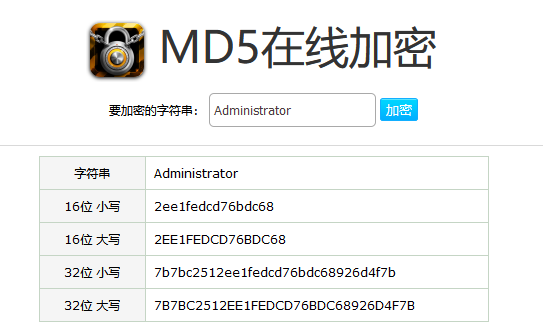 MD5在线加密
要加密的字符串： Administrator 加密
字符串 Administrator
16位 小写 2ee1fedcd76bdc68
16位 大写 2EE1FEDCD76BDC68
32位 小写 7b7bc2512ee1fedcd76bdc68926d4f7b
32位 大写 7B7BC2512EE1FEDCD76BDC68926D4F7B